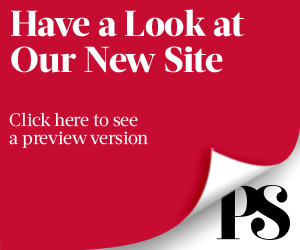 Have a Look at
Our New Site
Click here to see
a preview version
PS